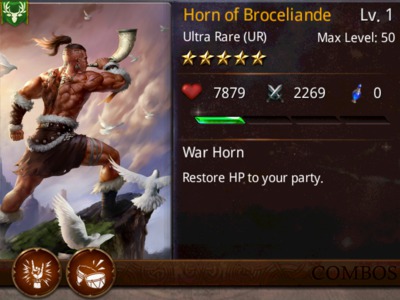 Horn of Broceliande Lv. 1
Ultra Rare (UR) Max Level: 50
7879 2269 0
War Horn
Restore HP to your party.
COMBOS